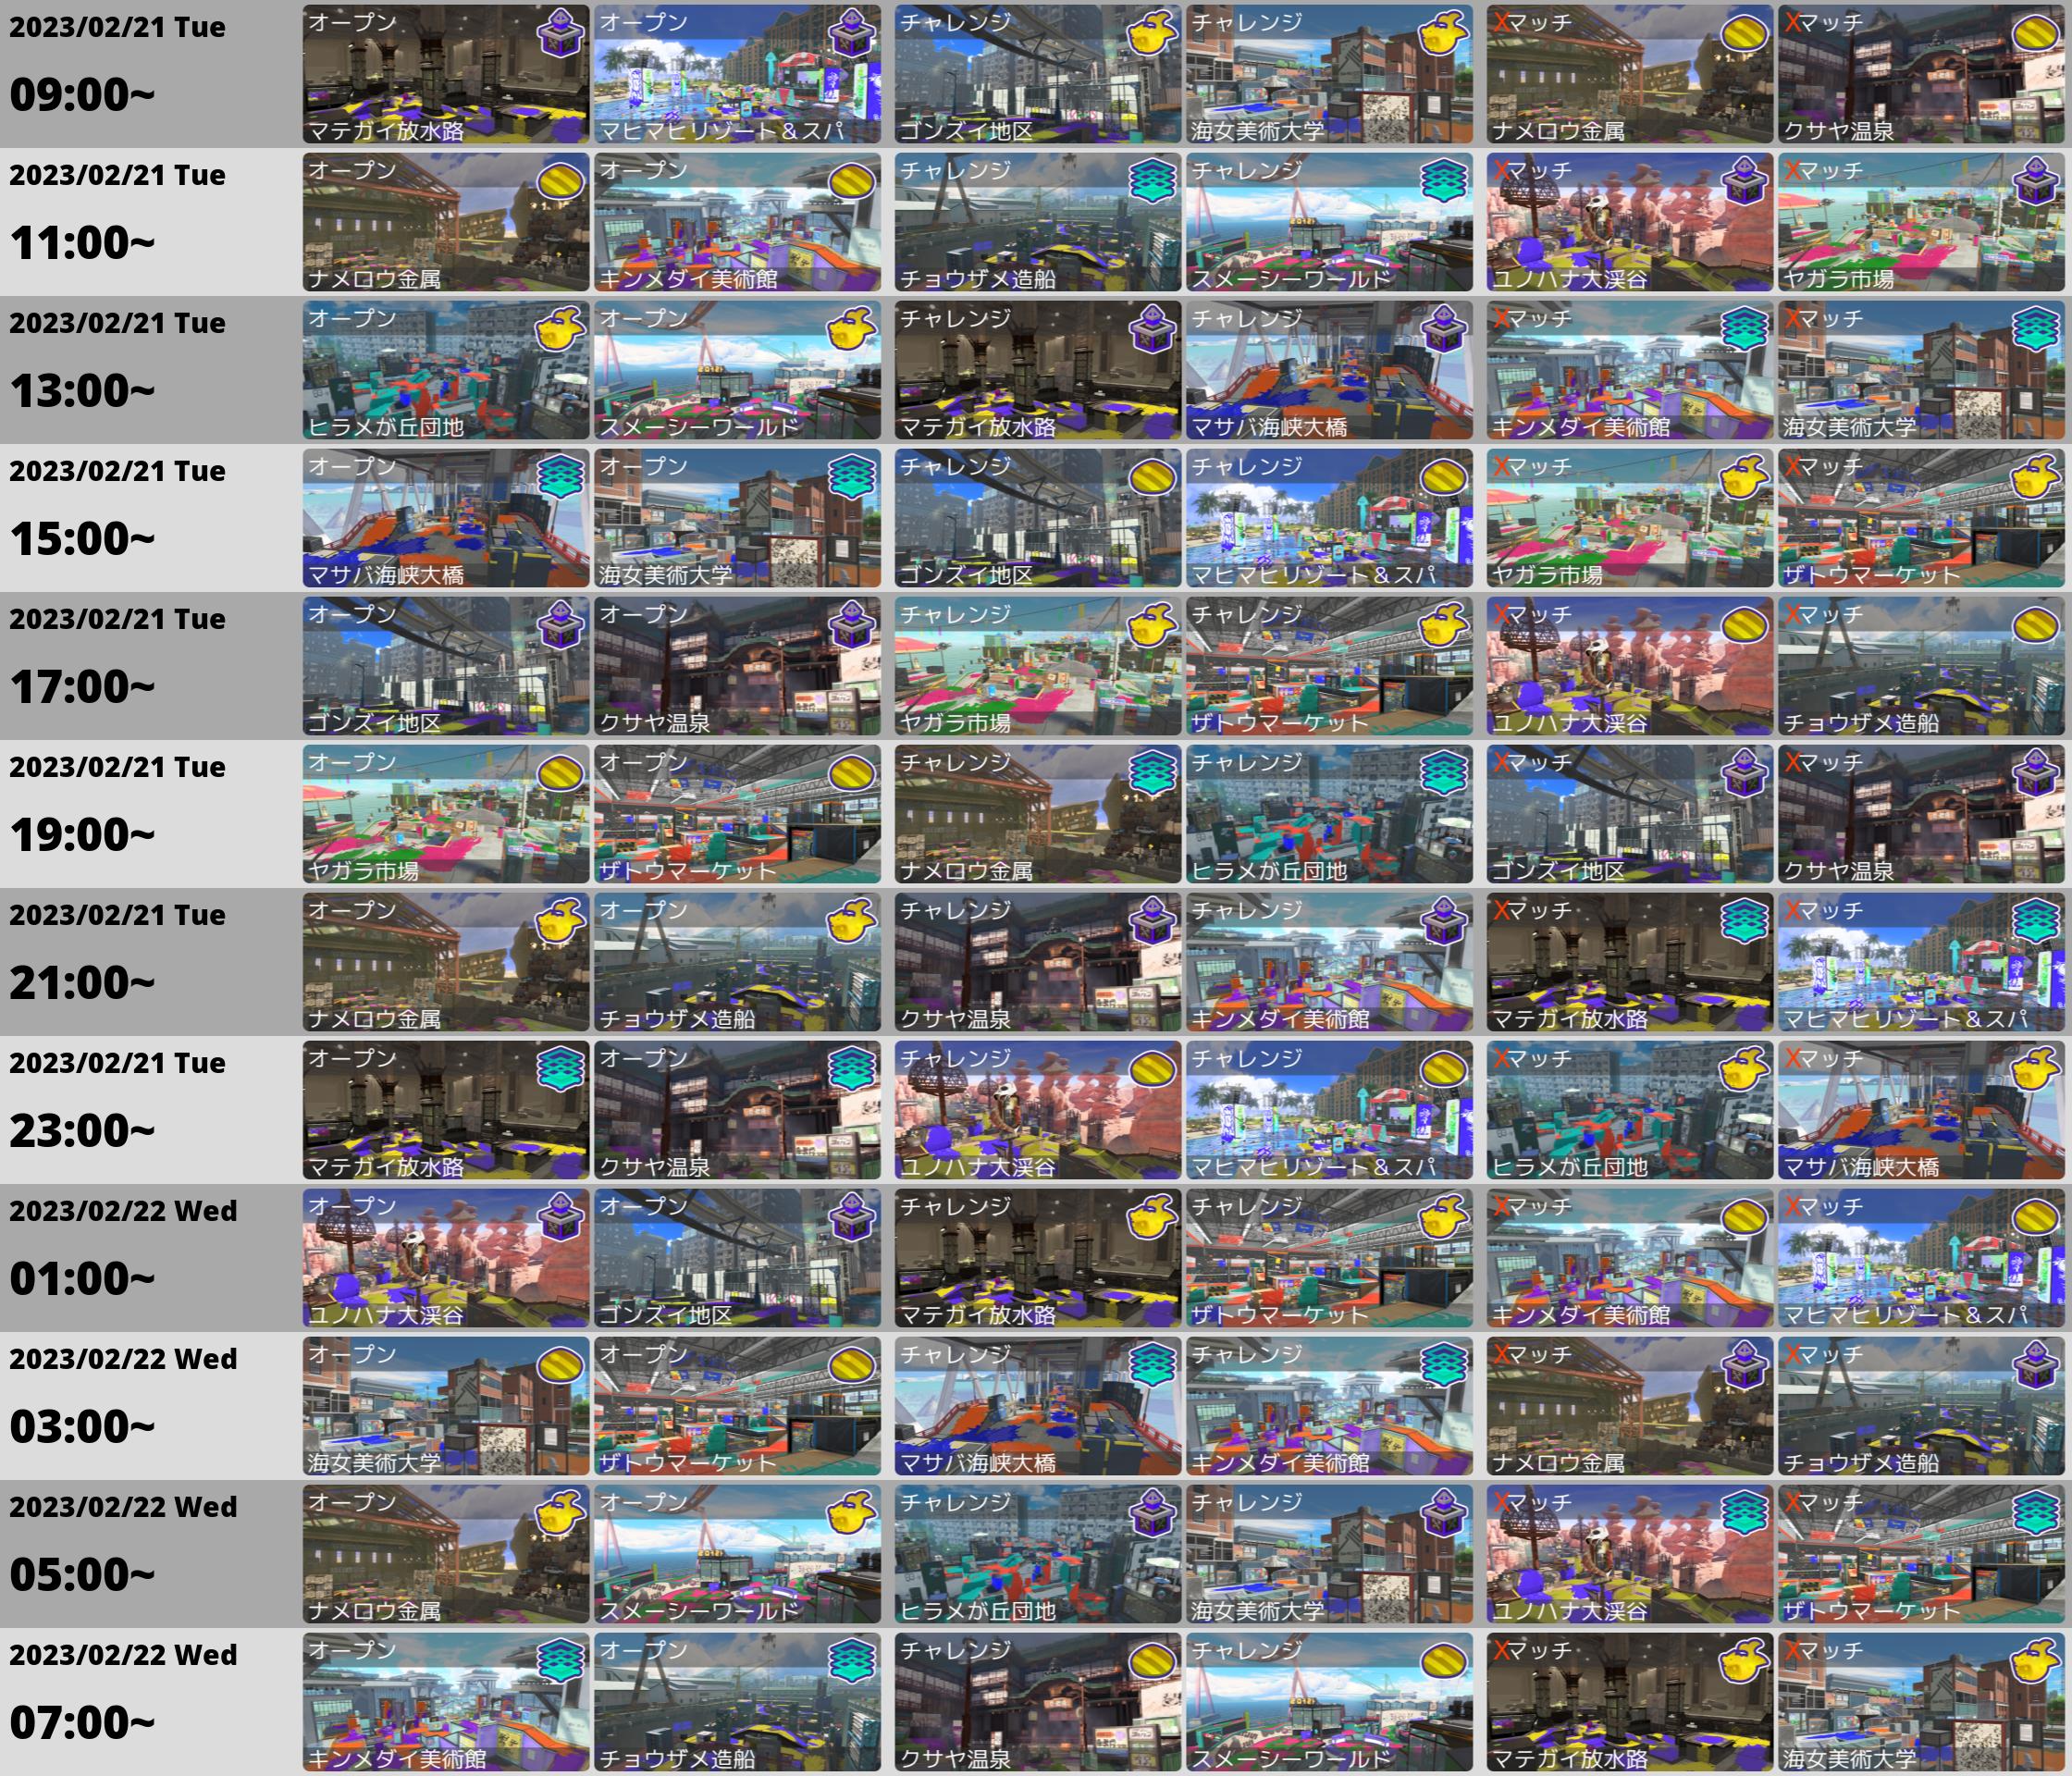 2023/02/21 Tue
09:00~
オープン オープン チャレンジ チャレンジ Xマッチ Xマッチ
マテガイ放水路 マヒマヒリゾート＆スパ ゴンズイ地区 海女美術大学 ナメロウ金属 クサヤ温泉
2023/02/21 Tue
11:00~
オープン オープン チャレンジ チャレンジ Xマッチ Xマッチ
ナメロウ金属 キンメダイ美術館 チョウザメ造船 スメーシーワールド ユノハナ大渓谷 ヤガラ市場
2023/02/21 Tue
13:00~
オープン オープン チャレンジ チャレンジ Xマッチ Xマッチ
ヒラメが丘団地 スメーシーワールド マテガイ放水路 マサバ海峡大橋 キンメダイ美術館 海女美術大学
2023/02/21 Tue
15:00~
オープン オープン チャレンジ チャレンジ Xマッチ Xマッチ
マサバ海峡大橋 海女美術大学 ゴンズイ地区 マヒマヒリゾート＆スパ ヤガラ市場 ザトウマーケット
2023/02/21 Tue
17:00~
オープン オープン チャレンジ チャレンジ Xマッチ Xマッチ
ゴンズイ地区 クサヤ温泉 ヤガラ市場 ザトウマーケット ユノハナ大渓谷 チョウザメ造船
2023/02/21 Tue
19:00~
オープン オープン チャレンジ チャレンジ Xマッチ Xマッチ
ヤガラ市場 ザトウマーケット ナメロウ金属 ヒラメが丘団地 ゴンズイ地区 クサヤ温泉
2023/02/21 Tue
21:00~
オープン オープン チャレンジ チャレンジ Xマッチ Xマッチ
ナメロウ金属 チョウザメ造船 クサヤ温泉 キンメダイ美術館 マテガイ放水路 マヒマヒリゾート＆スパ
2023/02/21 Tue
23:00~
オープン オープン チャレンジ チャレンジ Xマッチ Xマッチ
マテガイ放水路 クサヤ温泉 ユノハナ大渓谷 マヒマヒリゾート＆スパ ヒラメが丘団地 マサバ海峡大橋
2023/02/22 Wed
01:00~
オープン オープン チャレンジ チャレンジ Xマッチ Xマッチ
ユノハナ大渓谷 ゴンズイ地区 マテガイ放水路 ザトウマーケット キンメダイ美術館 マヒマヒリゾート＆スパ
2023/02/22 Wed
03:00~
オープン オープン チャレンジ チャレンジ Xマッチ Xマッチ
海女美術大学 ザトウマーケット マサバ海峡大橋 キンメダイ美術館 ナメロウ金属 チョウザメ造船
2023/02/22 Wed
05:00~
オープン オープン チャレンジ チャレンジ Xマッチ Xマッチ
ナメロウ金属 スメーシーワールド ヒラメが丘団地 海女美術大学 ユノハナ大渓谷 ザトウマーケット
2023/02/22 Wed
07:00~
オープン オープン チャレンジ チャレンジ Xマッチ Xマッチ
キンメダイ美術館 チョウザメ造船 クサヤ温泉 スメーシーワールド マテガイ放水路 海女美術大学